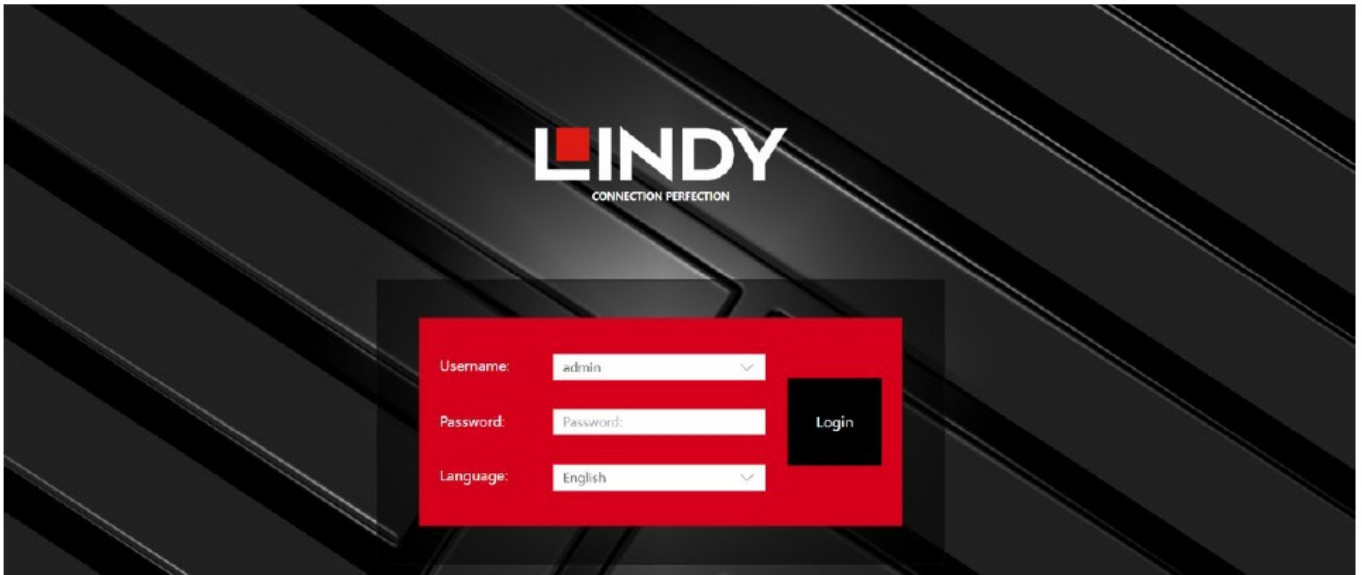 LINDY
CONNECTION PERFECTION
Username: admin
Password: Password:
Login
Language: English